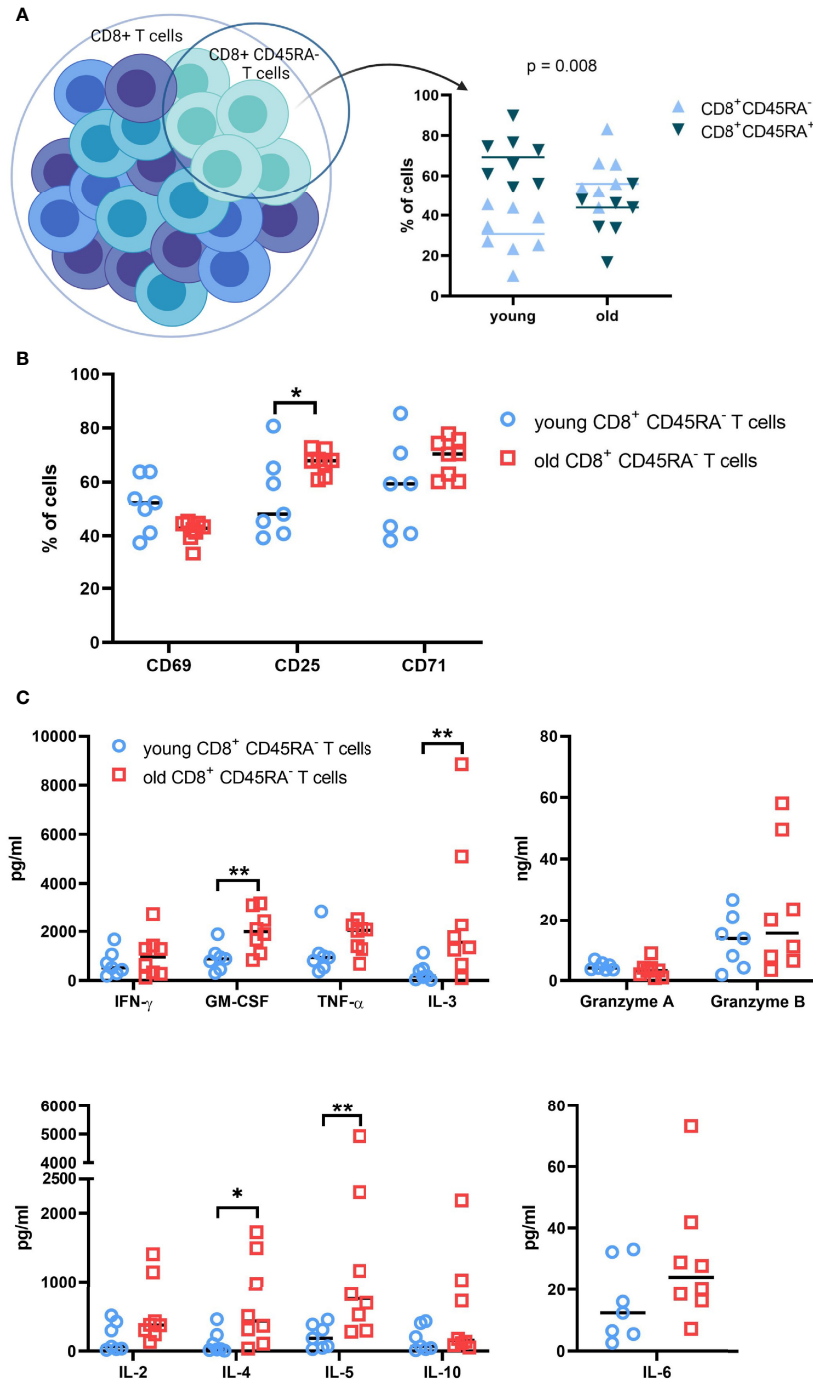 A
CD8+ T cells
CD8+ CD45RA-
T cells
p = 0.008
100
80
60
40
20
0
% of cells
young
old
CD8⁺CD45RA⁻
CD8⁺CD45RA⁺
B
100
80
60
40
20
0
% of cells
*
CD69
CD25
CD71
young CD8⁺ CD45RA⁻ T cells
old CD8⁺ CD45RA⁻ T cells
C
10000
8000
6000
4000
2000
0
pg/ml
young CD8⁺ CD45RA⁻ T cells
old CD8⁺ CD45RA⁻ T cells
**
**
IFN-γ
GM-CSF
TNF-α
IL-3
80
60
40
20
0
ng/ml
Granzyme A
Granzyme B
6000
5000
4000
2500
2000
1000
0
pg/ml
*
**
IL-2
IL-4
IL-5
IL-10
80
60
40
20
0
pg/ml
IL-6